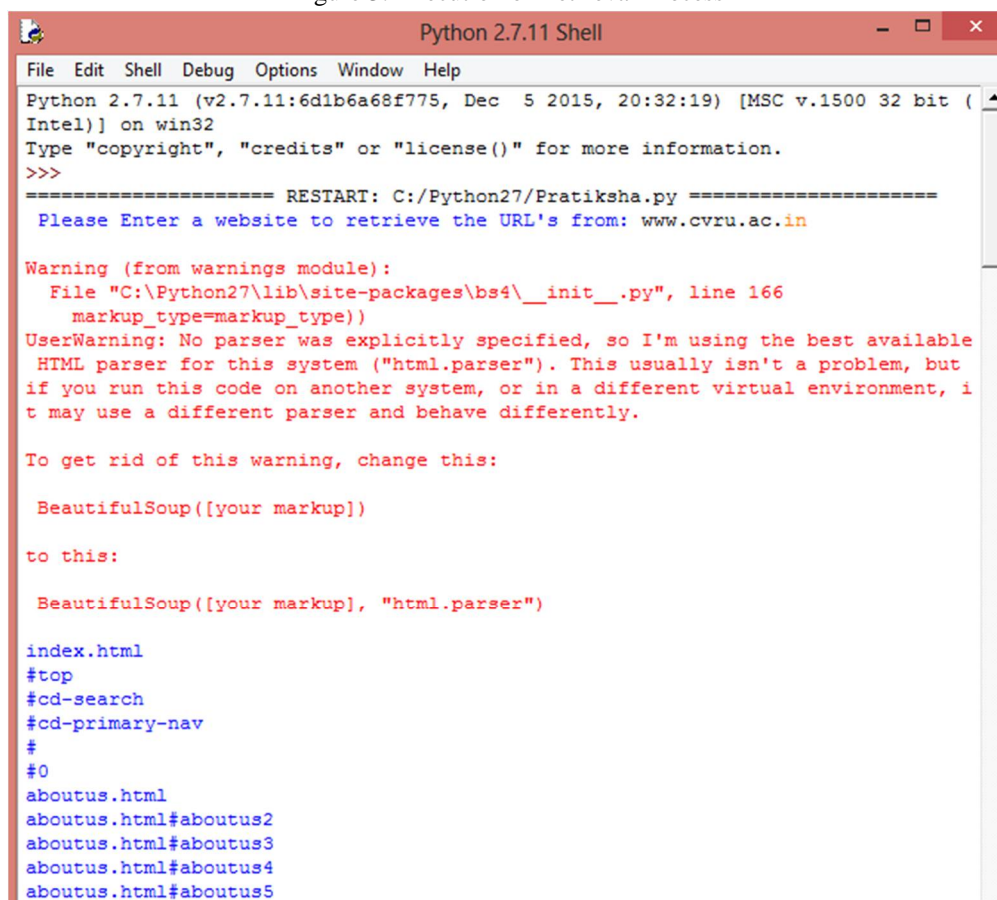 Python 2.7.11 Shell
File Edit Shell Debug Options Window Help
Python 2.7.11 (v2.7.11:6d1b6a68f775, Dec  5 2015, 20:32:19) [MSC v.1500 32 bit (
Intel)] on win32
Type "copyright", "credits" or "license()" for more information.
>>>
===================== RESTART: C:/Python27/Pratiksha.py =====================
Please Enter a website to retrieve the URL's from: www.cvru.ac.in
Warning (from warnings module):
File "C:\Python27\lib\site-packages\bs4\__init__.py", line 166
markup_type=markup_type))
UserWarning: No parser was explicitly specified, so I'm using the best available
HTML parser for this system ("html.parser"). This usually isn't a problem, but
if you run this code on another system, or in a different virtual environment, i
t may use a different parser and behave differently.
To get rid of this warning, change this:
BeautifulSoup([your markup])
to this:
BeautifulSoup([your markup], "html.parser")
index.html
#top
#cd-search
#cd-primary-nav
#
#0
aboutus.html
aboutus.html#aboutus2
aboutus.html#aboutus3
aboutus.html#aboutus4
aboutus.html#aboutus5